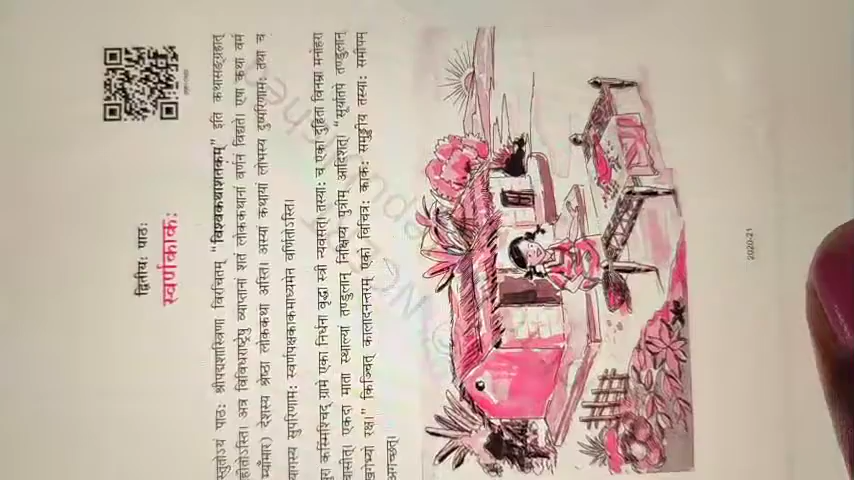 द्वितीयः पाठः
स्वर्णकाकः
स्तुतोऽयं पाठः श्रीपद्मशास्त्रिणा विरचितम् "विश्वकथाशतकम्" इति कथासङ्ग्रहात्
हीतोऽस्ति। अत्र विविधराष्ट्रेषु व्याप्तानां शतं लोककथानां वर्णनं विद्यते। एषा कथा वर्म
म्याँमार) देशस्य श्रेष्ठा लोककथा अस्ति। अस्यां कथायां लोभस्य दुष्परिणामः तथा च
यागस्य सुपरिणामः स्वर्णपक्षकाकमाध्यमेन वर्णितोऽस्ति।
पुरा कस्मिंश्चिद् ग्रामे एका निर्धना वृद्धा स्त्री न्यवसत्। तस्याः च एका दुहिता विनम्रा मनोहरा
वासीत्। एकदा माता स्थाल्यां तण्डुलान् निक्षिप्य पुत्रीम् आदिशत्। "सूर्यातपे तण्डुलान्
खगेभ्यो रक्ष।" किञ्चित् कालादनन्तरम् एको विचित्रः काकः समुड्डीय तस्याः समीपम्
अगच्छत्।
2020-21